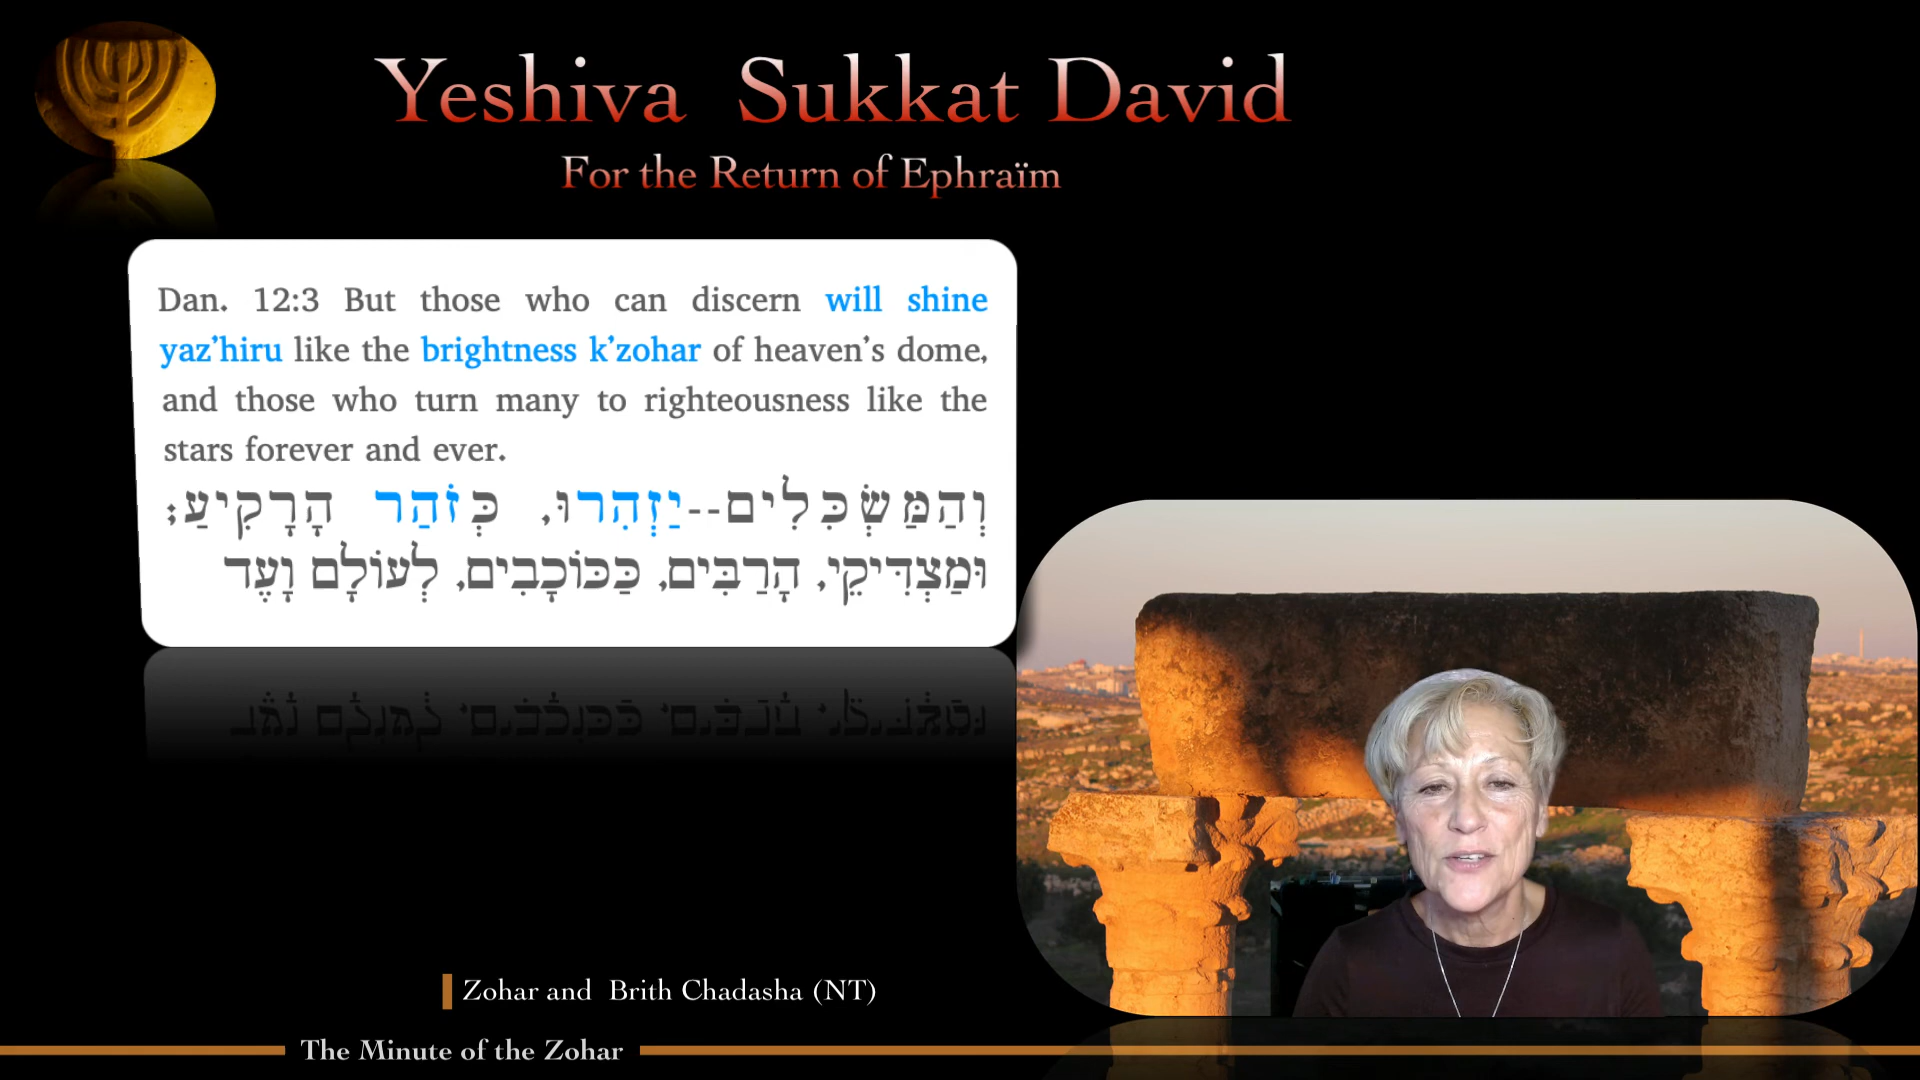 Yeshiva Sukkat David
For the Return of Ephraïm
Dan. 12:3 But those who can discern will shine
yaz’hiru like the brightness k’zohar of heaven’s dome,
and those who turn many to righteousness like the
stars forever and ever.
וְהַמַּשְׂכִּלִים--יַזְהִרוּ, כְּזֹהַר הָרָקִיעַ;
וּמַצְדִּיקֵי, הָרַבִּים, כַּכּוֹכָבִים, לְעוֹלָם וָעֶד
Zohar and Brith Chadasha (NT)
The Minute of the Zohar